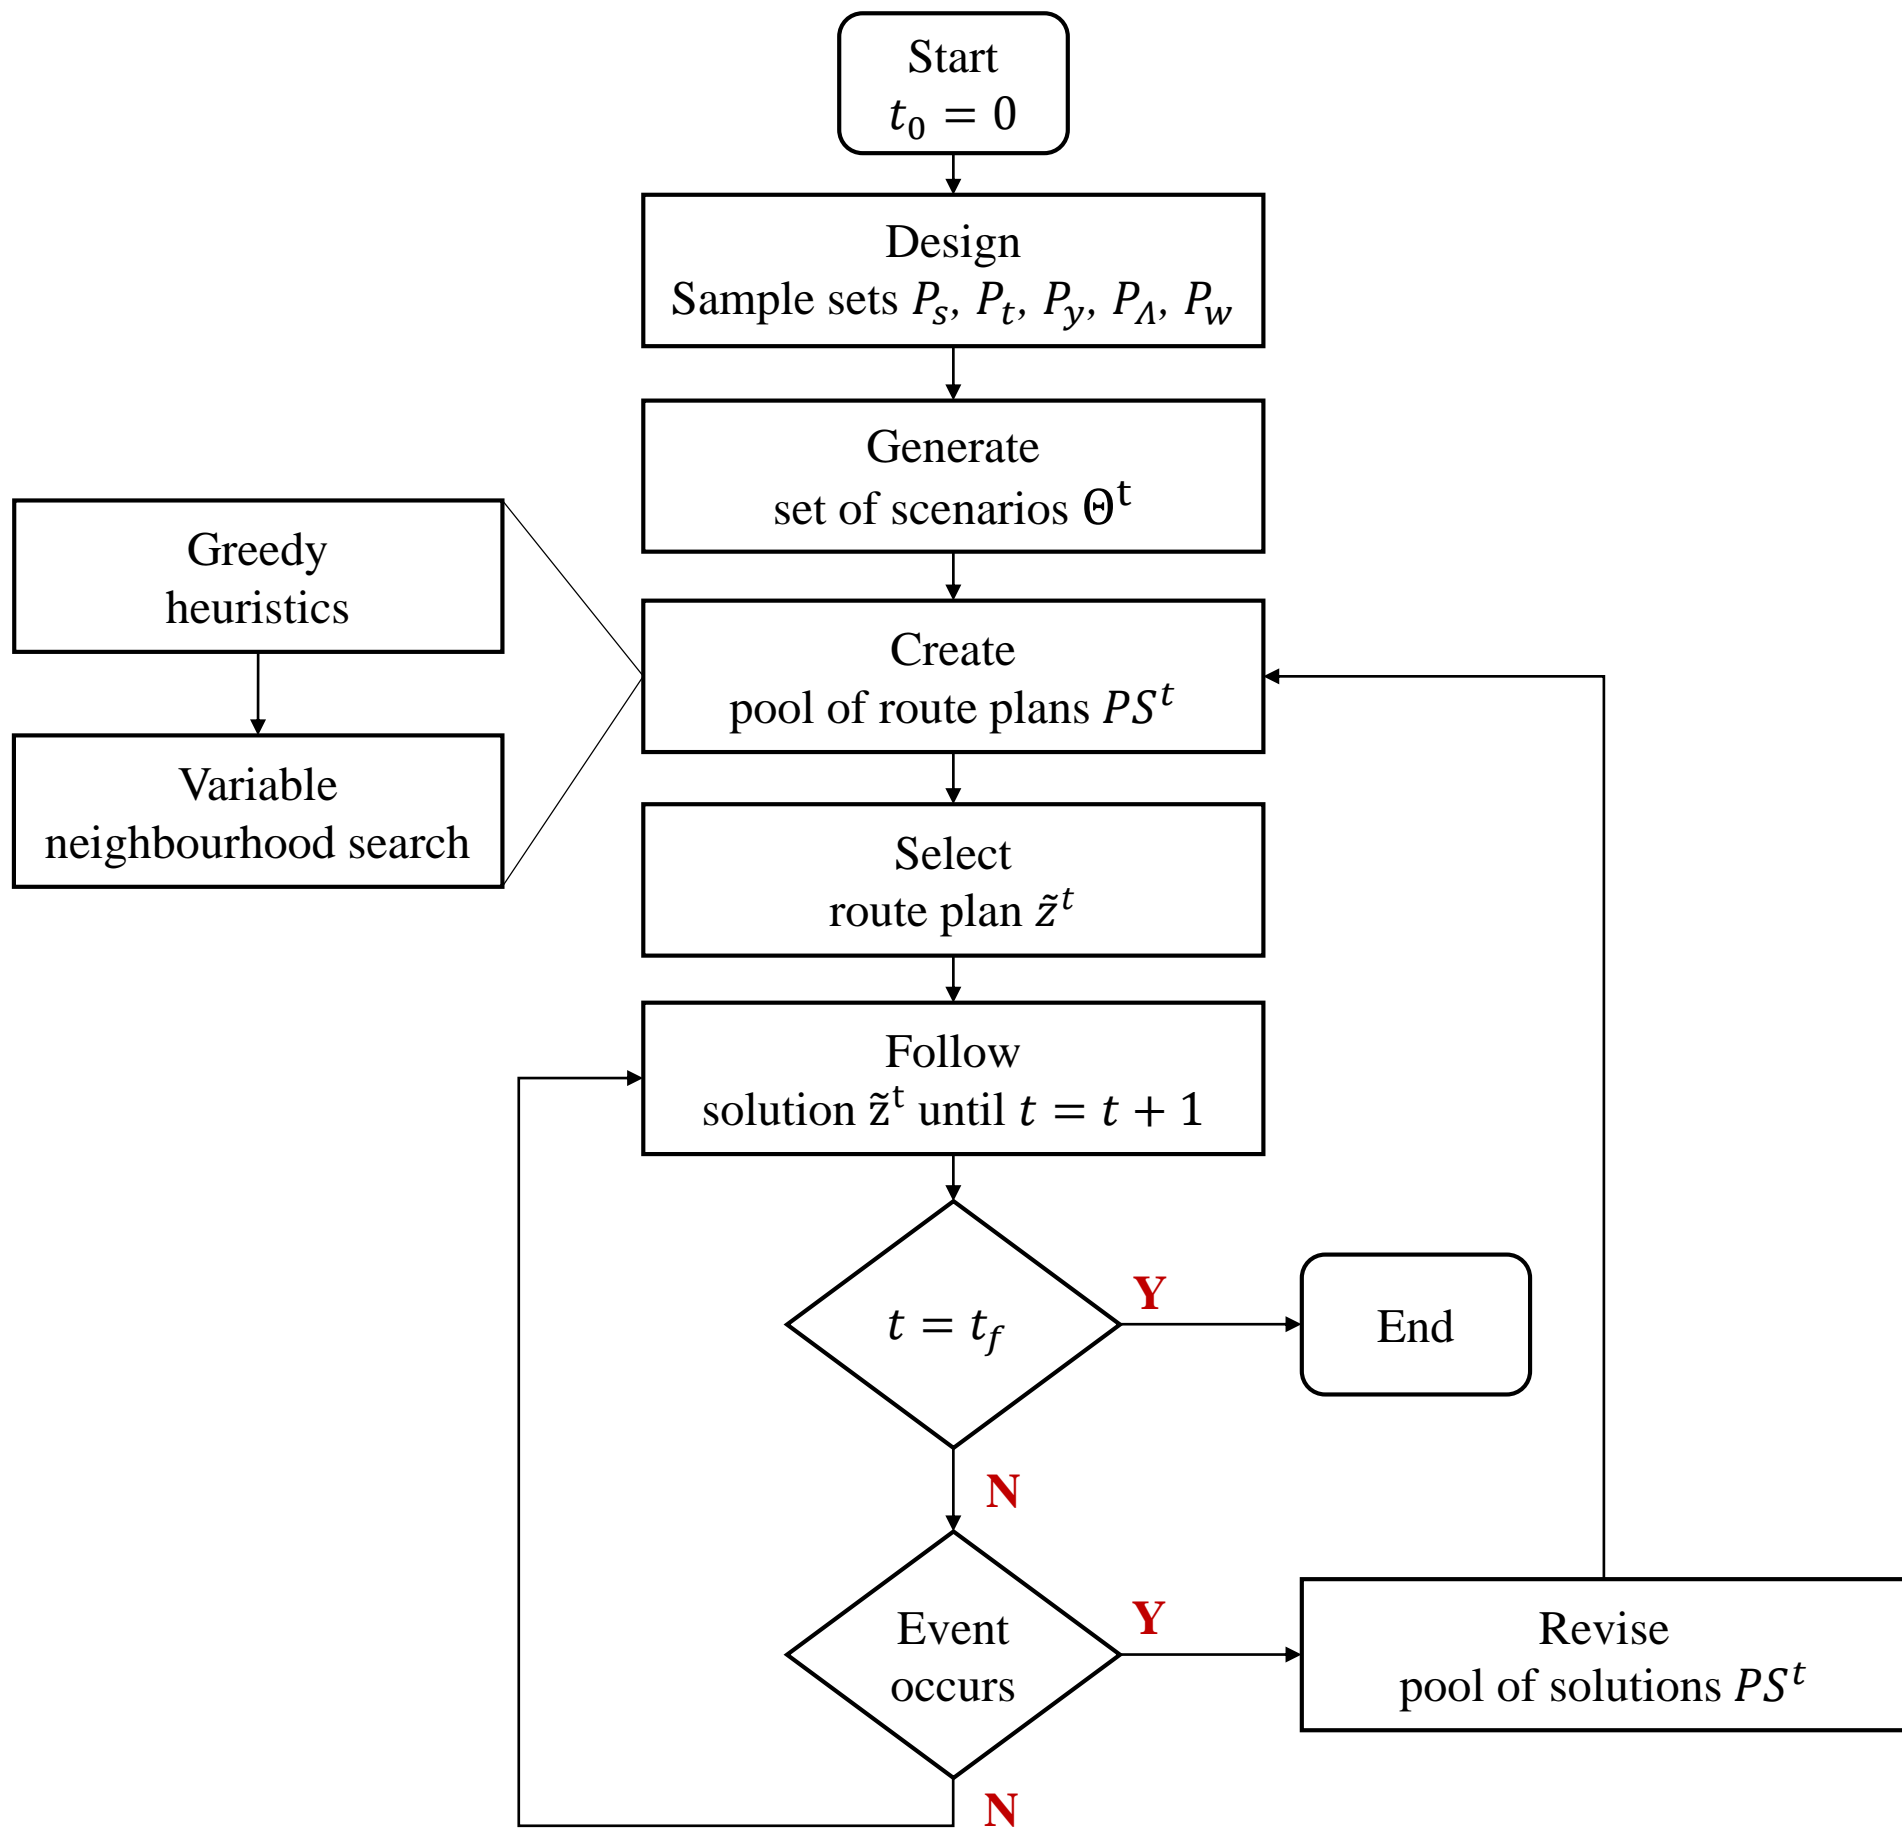 Start
t₀ = 0
Design
Sample sets Pₛ, Pₜ, P_y, P_Λ, P_w
Generate
set of scenarios Θᵗ
Greedy
heuristics
Create
pool of route plans PSᵗ
Variable
neighbourhood search
Select
route plan z̃ᵗ
Follow
solution z̃ᵗ until t = t + 1
t = t_f
Y
End
N
Event
occurs
Y
Revise
pool of solutions PSᵗ
N